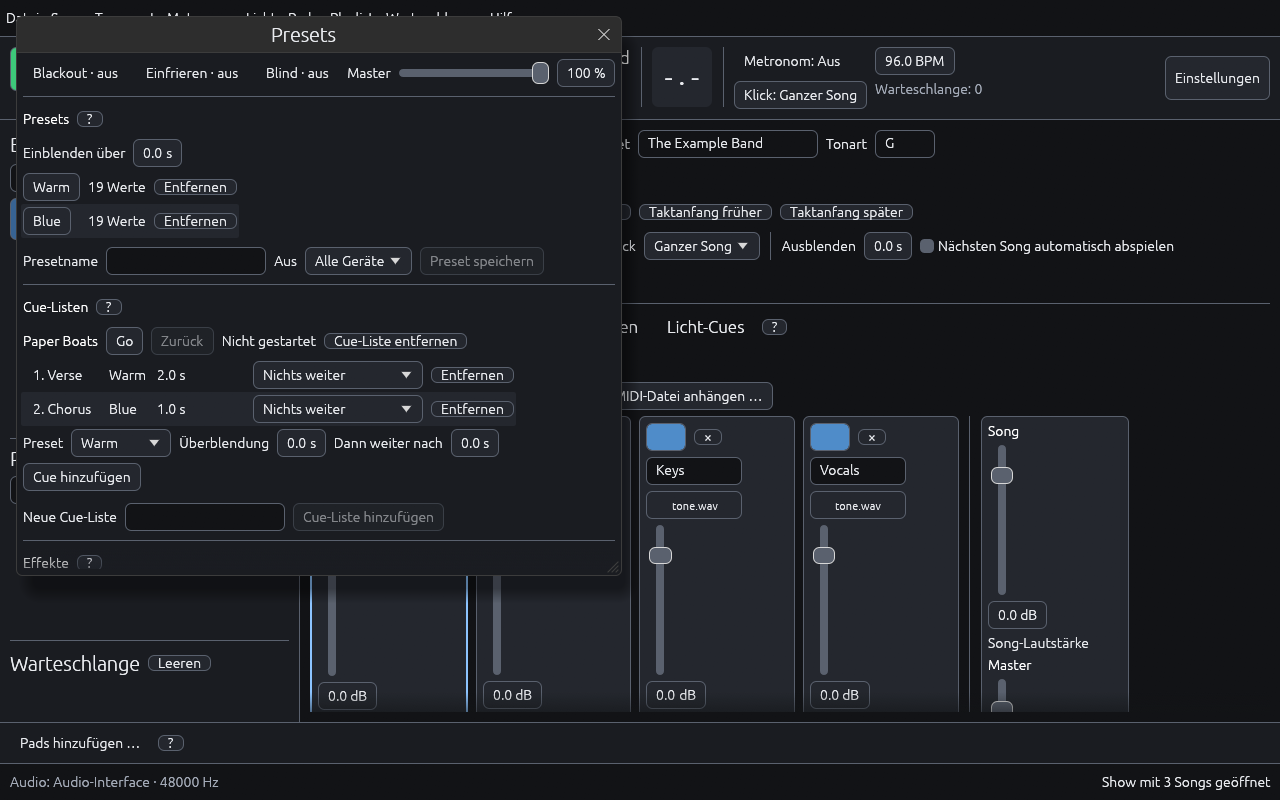 Presets
Blackout · aus Einfrieren · aus Blind · aus Master 100 %
- . -
Metronom: Aus 96.0 BPM
Klick: Ganzer Song Warteschlange: 0
Einstellungen
Presets ?
Einblenden über 0.0 s
The Example Band Tonart G
Warm 19 Werte Entfernen
Blue 19 Werte Entfernen
Taktanfang früher Taktanfang später
Ganzer Song Ausblenden 0.0 s Nächsten Song automatisch abspielen
Presetname Aus Alle Geräte Preset speichern
Cue-Listen ?
Licht-Cues ?
Paper Boats Go Zurück Nicht gestartet Cue-Liste entfernen
1. Verse Warm 2.0 s Nichts weiter Entfernen
2. Chorus Blue 1.0 s Nichts weiter Entfernen
MIDI-Datei anhängen ...
Preset Warm Überblendung 0.0 s Dann weiter nach 0.0 s
Cue hinzufügen
Neue Cue-Liste Cue-Liste hinzufügen
Effekte ?
× × Song
Keys Vocals
tone.wav tone.wav
0.0 dB
Song-Lautstärke
Master
Warteschlange Leeren
0.0 dB 0.0 dB 0.0 dB 0.0 dB
Pads hinzufügen ... ?
Audio: Audio-Interface · 48000 Hz Show mit 3 Songs geöffnet